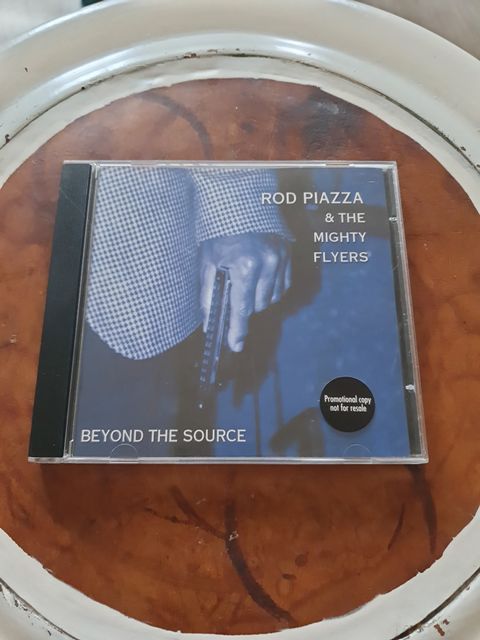 ROD PIAZZA
& THE
MIGHTY
FLYERS
Promotional copy
not for resale
BEYOND THE SOURCE